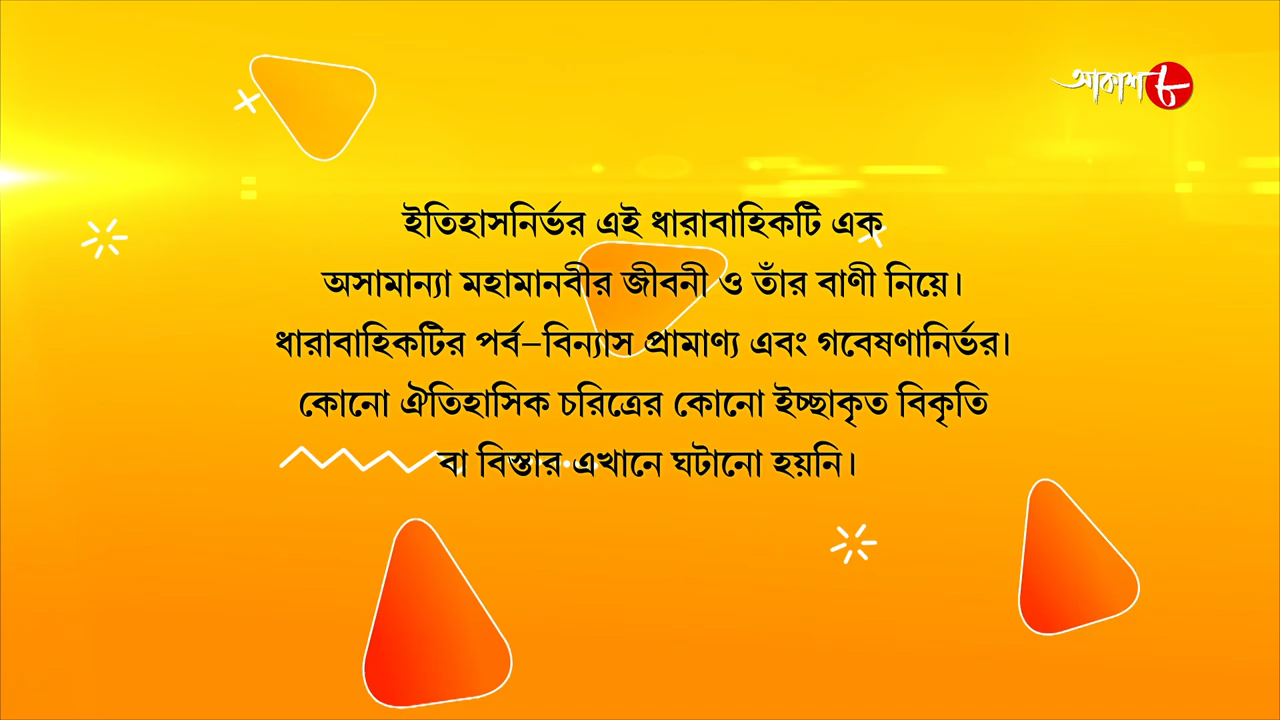 আকাশ ৮
ইতিহাসনির্ভর এই ধারাবাহিকটি এক
অসামান্যা মহামানবীর জীবনী ও তাঁর বাণী নিয়ে।
ধারাবাহিকটির পর্ব–বিন্যাস প্রামাণ্য এবং গবেষণানির্ভর।
কোনো ঐতিহাসিক চরিত্রের কোনো ইচ্ছাকৃত বিকৃতি
বা বিস্তার এখানে ঘটানো হয়নি।